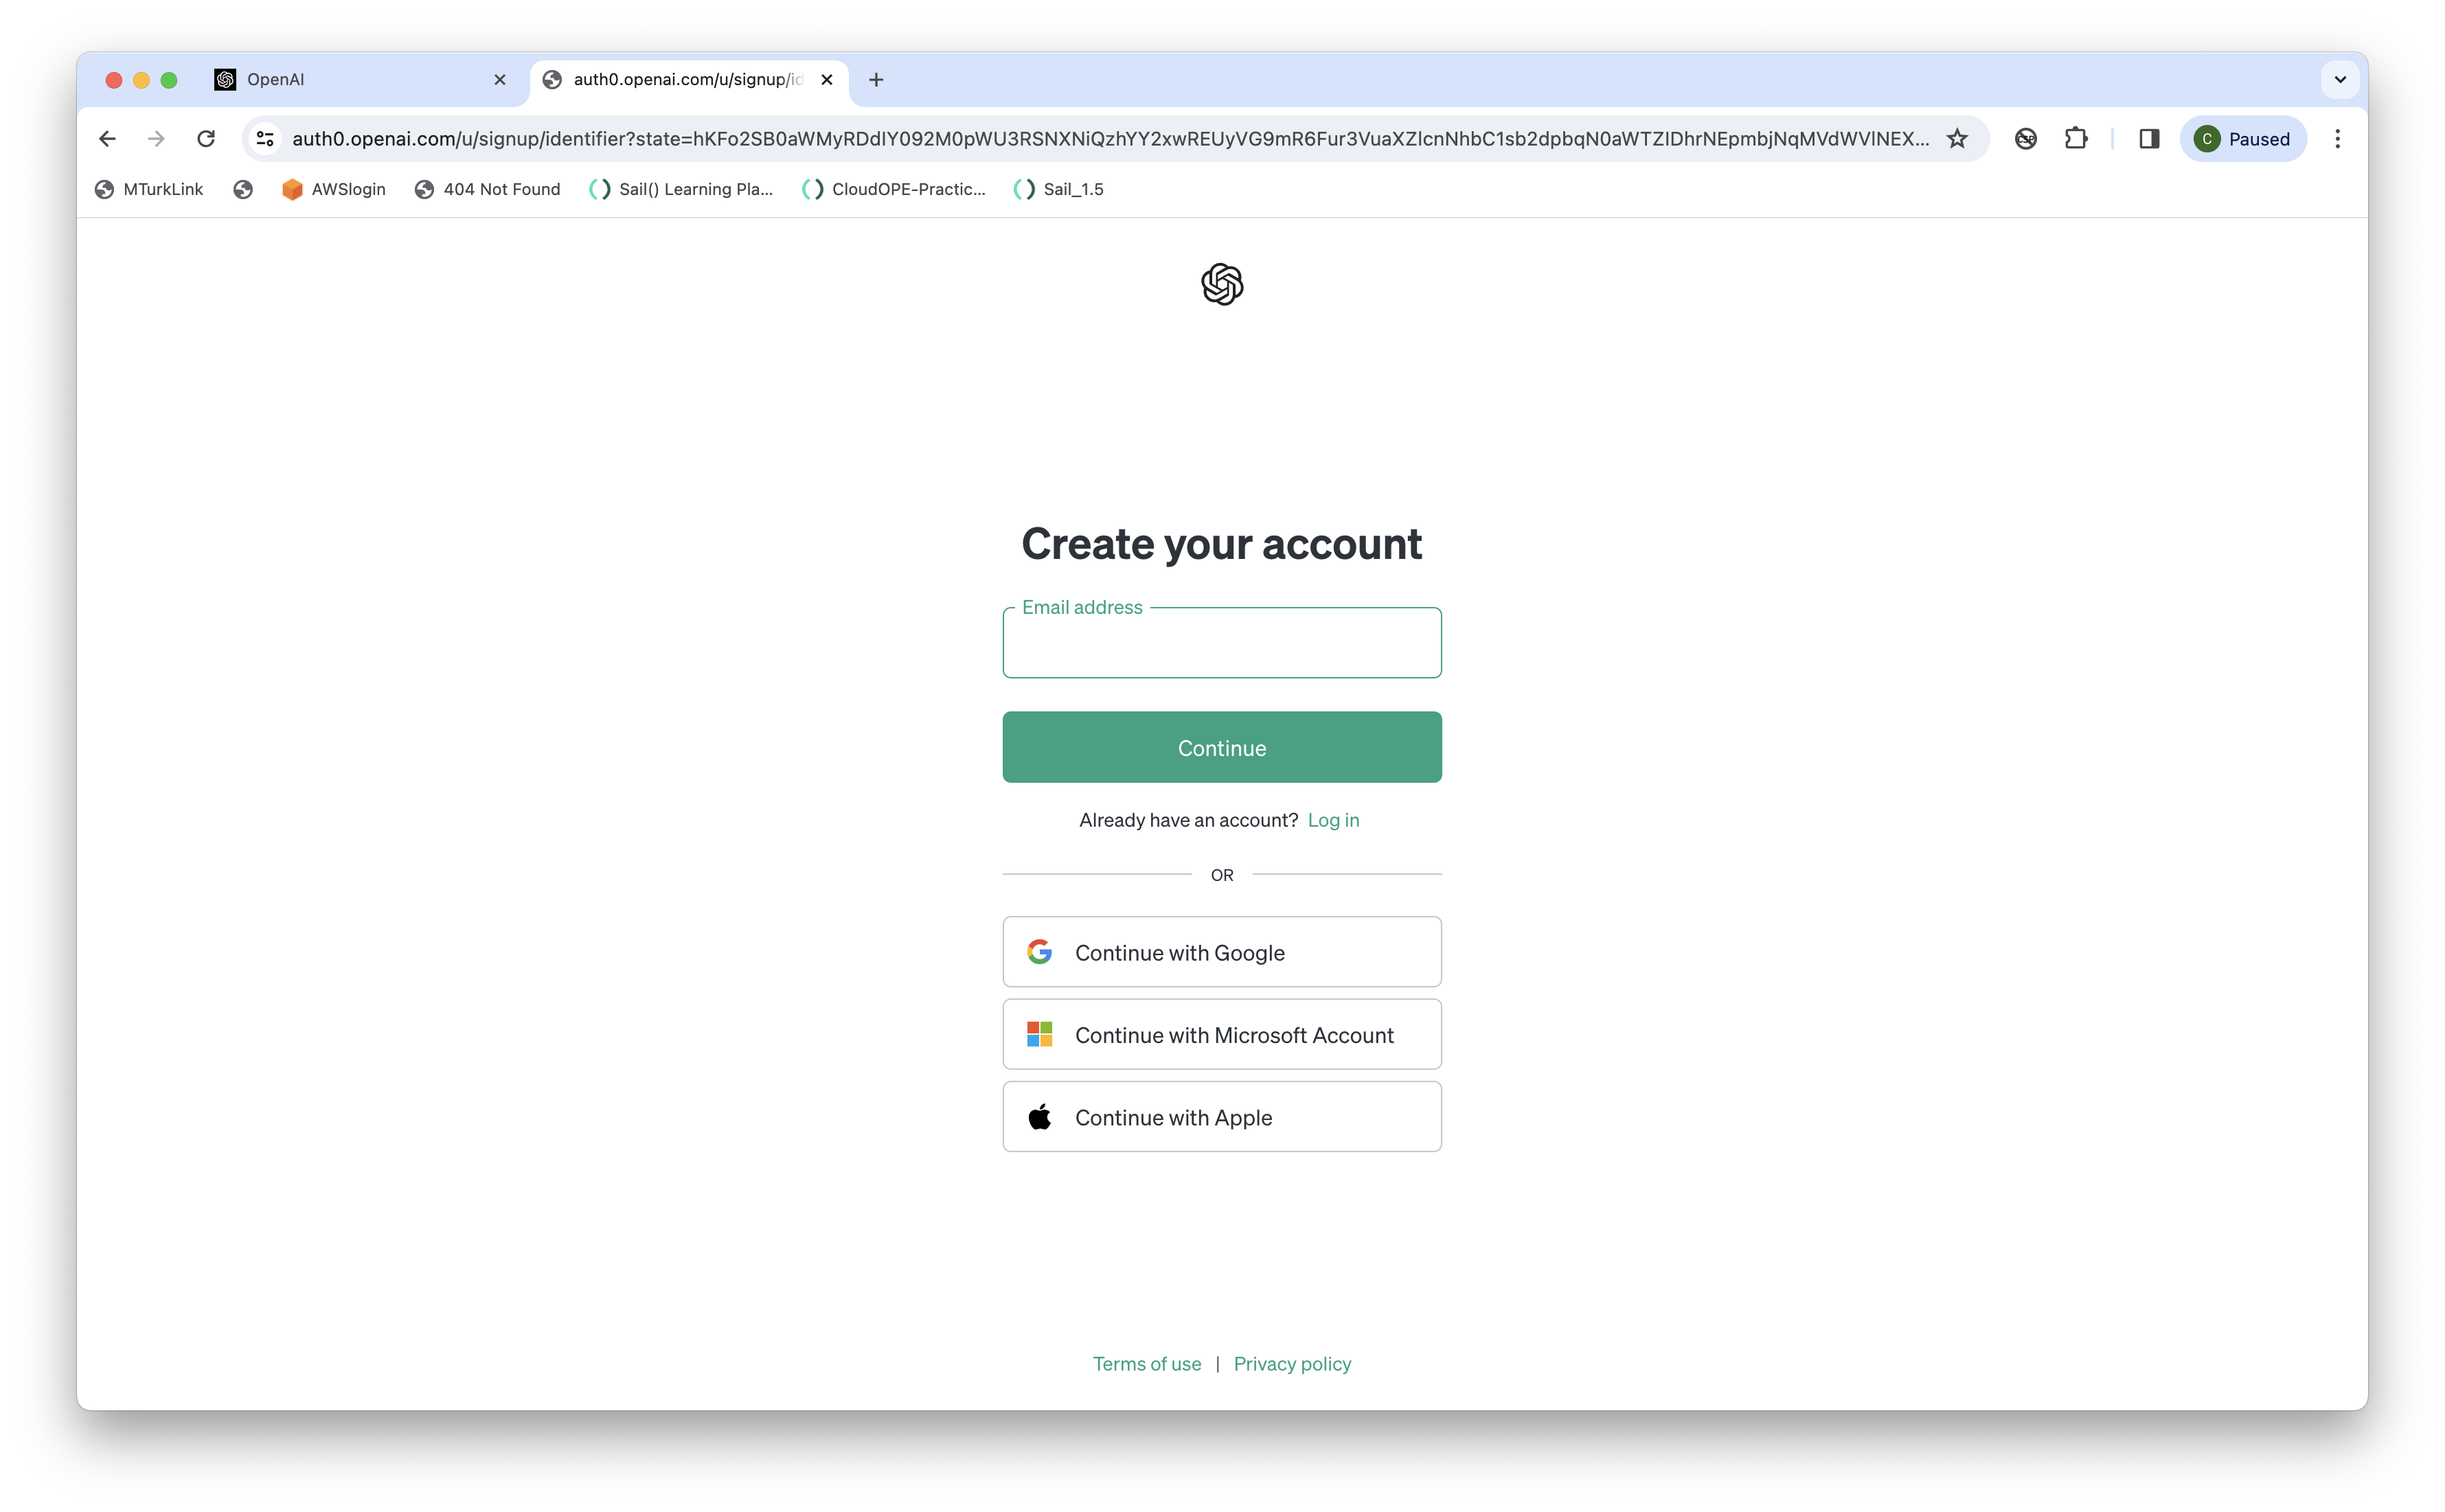 OpenAI
auth0.openai.com/u/signup/id
auth0.openai.com/u/signup/identifier?state=hKFo2SB0aWMyRDdIY092M0pWU3RSNXNiQzhYY2xwREUyVG9mR6Fur3VuaXZlcnNhbC1sb2dpbqN0aWTZIDhrNEpmbjNqMVdWVlNEX...
CSP
C Paused
MTurkLink
AWSlogin
404 Not Found
Sail() Learning Pla...
CloudOPE-Practic...
Sail_1.5
Create your account
Email address
Continue
Already have an account? Log in
OR
Continue with Google
Continue with Microsoft Account
Continue with Apple
Terms of use | Privacy policy